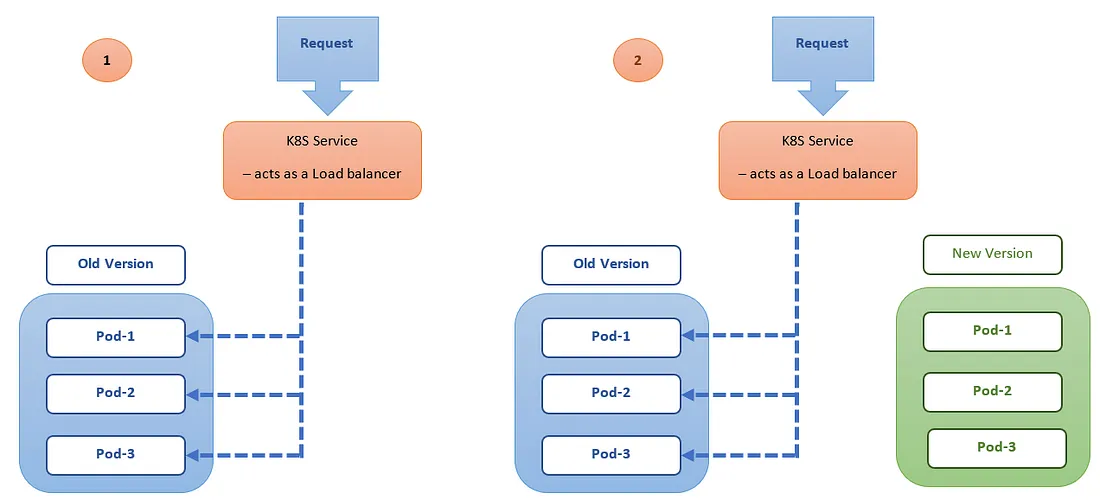 1
Request
K8S Service
– acts as a Load balancer
Old Version
Pod-1
Pod-2
Pod-3
2
Request
K8S Service
– acts as a Load balancer
Old Version
Pod-1
Pod-2
Pod-3
New Version
Pod-1
Pod-2
Pod-3